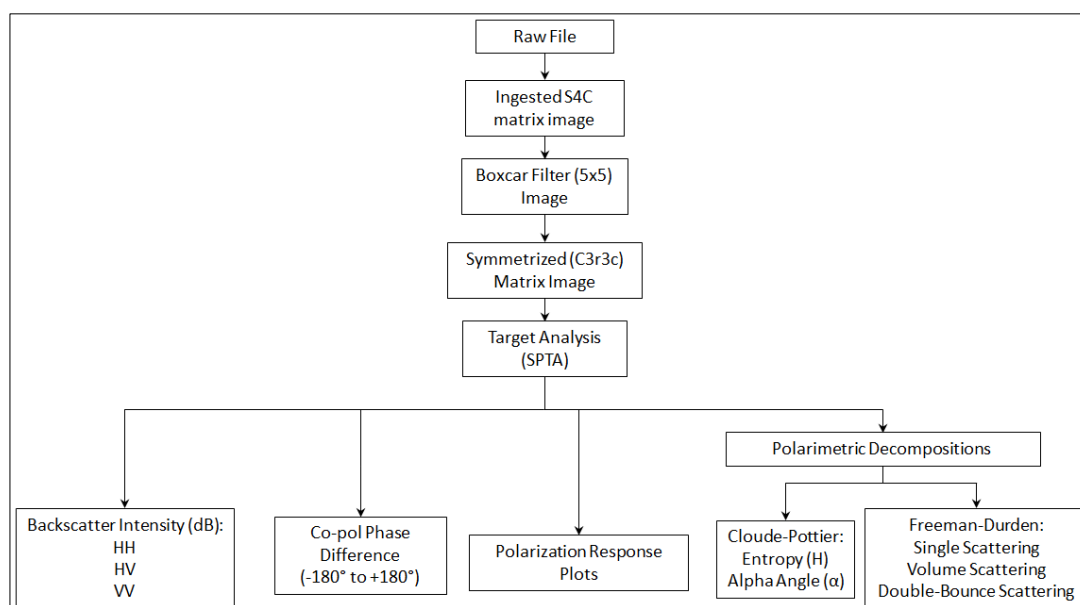 Raw File
Ingested S4C
matrix image
Boxcar Filter (5x5)
Image
Symmetrized (C3r3c)
Matrix Image
Target Analysis
(SPTA)
Polarimetric Decompositions
Backscatter Intensity (dB):
HH
HV
VV
Co-pol Phase
Difference
(-180° to +180°)
Polarization Response
Plots
Cloude-Pottier:
Entropy (H)
Alpha Angle (α)
Freeman-Durden:
Single Scattering
Volume Scattering
Double-Bounce Scattering